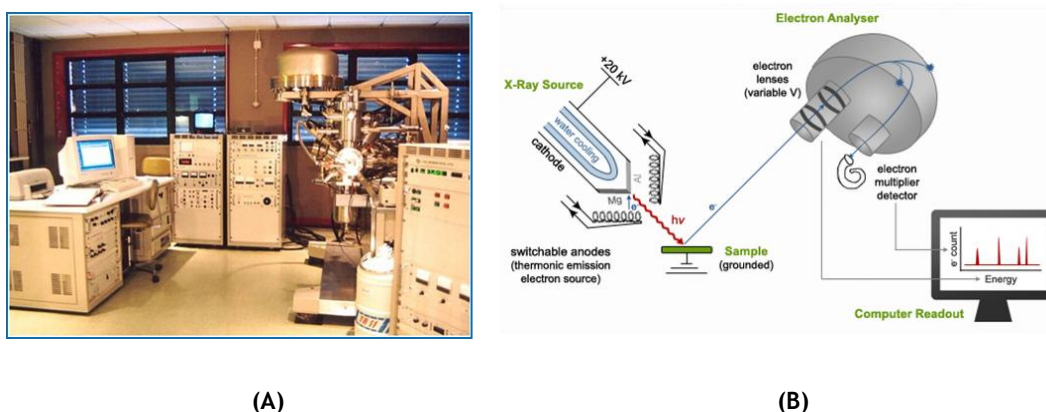 Electron Analyser
+20 kV
X-Ray Source
electron
lenses
(variable V)
water cooling
cathode
Al
Mg
e-
hν
e-
electron
multiplier
detector
switchable anodes
(thermonic emission
electron source)
Sample
(grounded)
e- count
Energy
Computer Readout
(A)
(B)